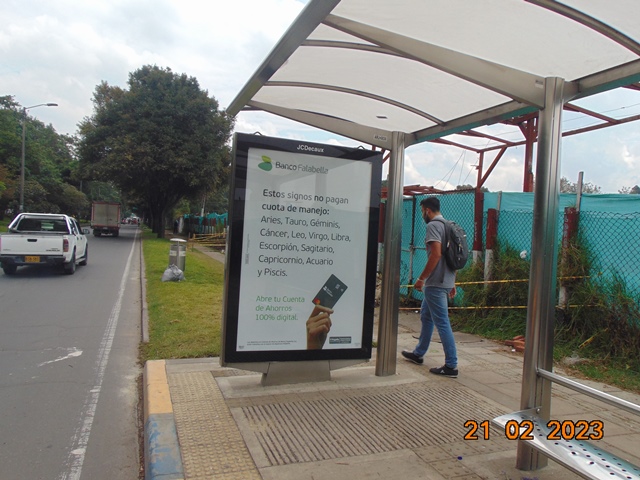 JCDecaux
Banco Falabella
Estos signos no pagan
cuota de manejo:
Aries, Tauro, Géminis,
Cáncer, Leo, Virgo, Libra,
Escorpión, Sagitario,
Capricornio, Acuario
y Piscis.
Abre tu Cuenta
de Ahorros
100% digital.
21 02 2023